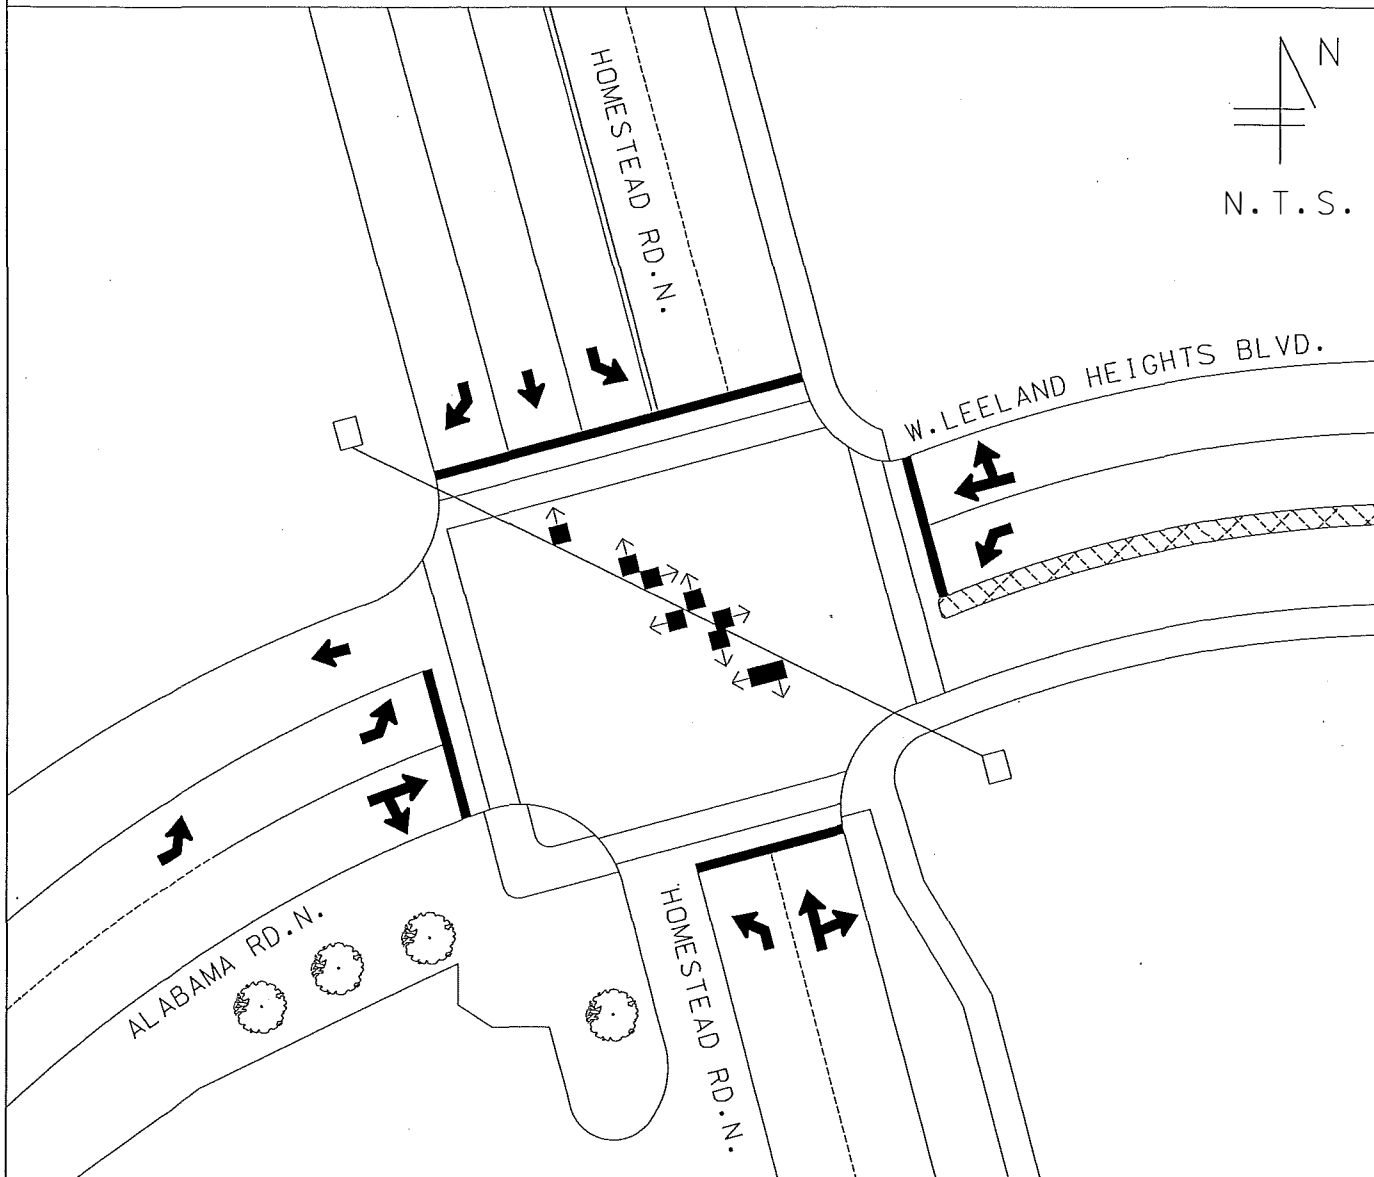 HOMESTEAD RD.N.
N
N.T.S.
W.LEELAND HEIGHTS BLVD.
ALABAMA RD.N.
HOMESTEAD RD.N.